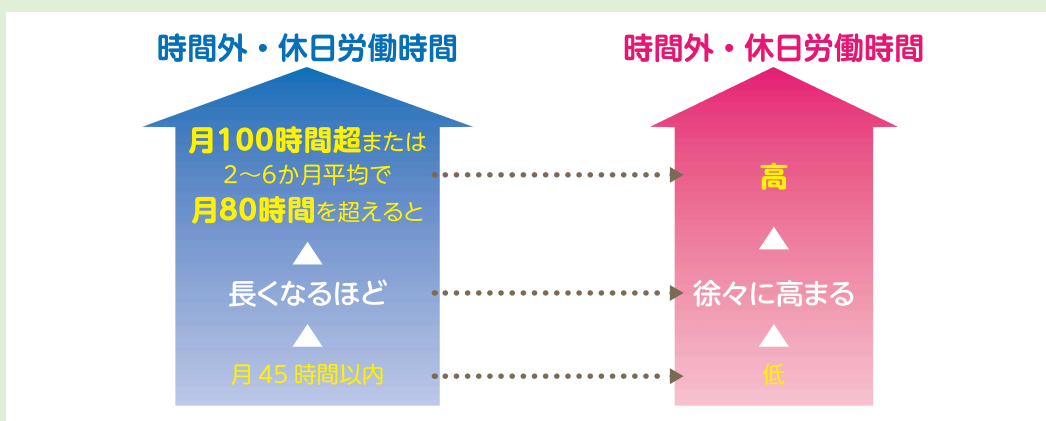 時間外・休日労働時間
月100時間超または
2〜6か月平均で
月80時間を超えると
長くなるほど
月45時間以内
時間外・休日労働時間
高
徐々に高まる
低